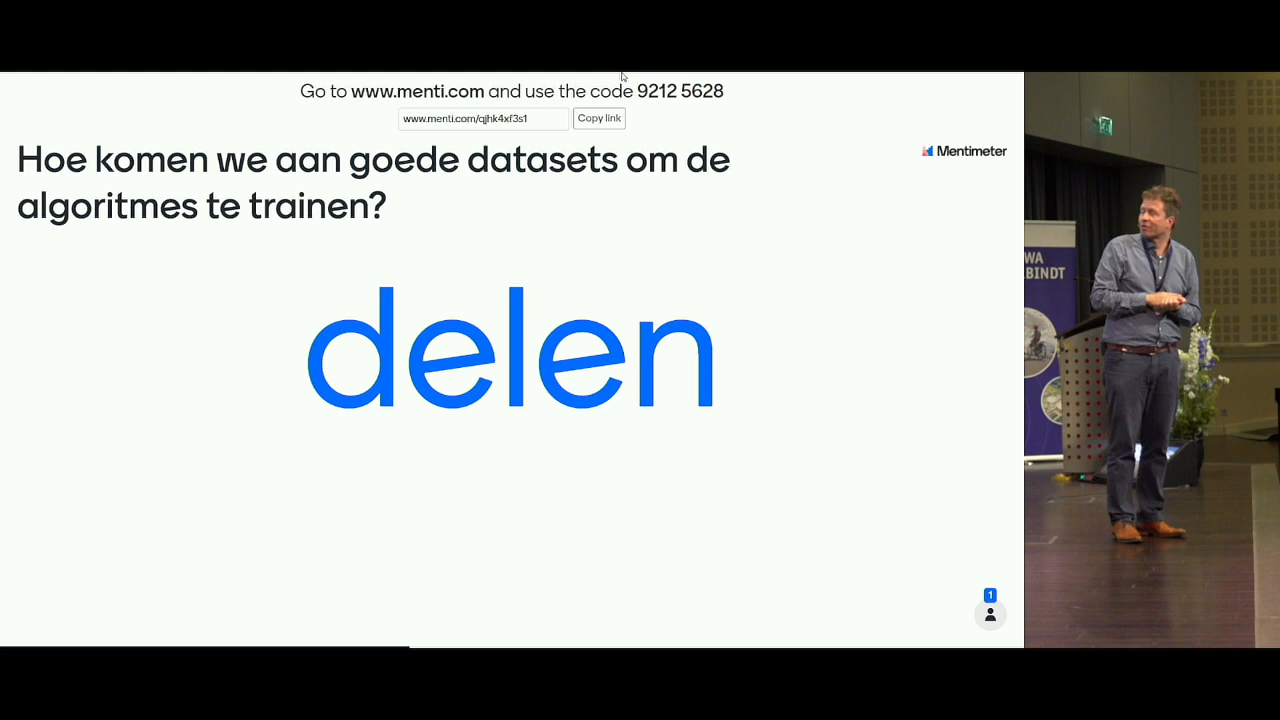 Go to www.menti.com and use the code 9212 5628
www.menti.com/qjhk4xf3s1
Copy link
Hoe komen we aan goede datasets om de
algoritmes te trainen?
Mentimeter
delen
1
WA
BINDT